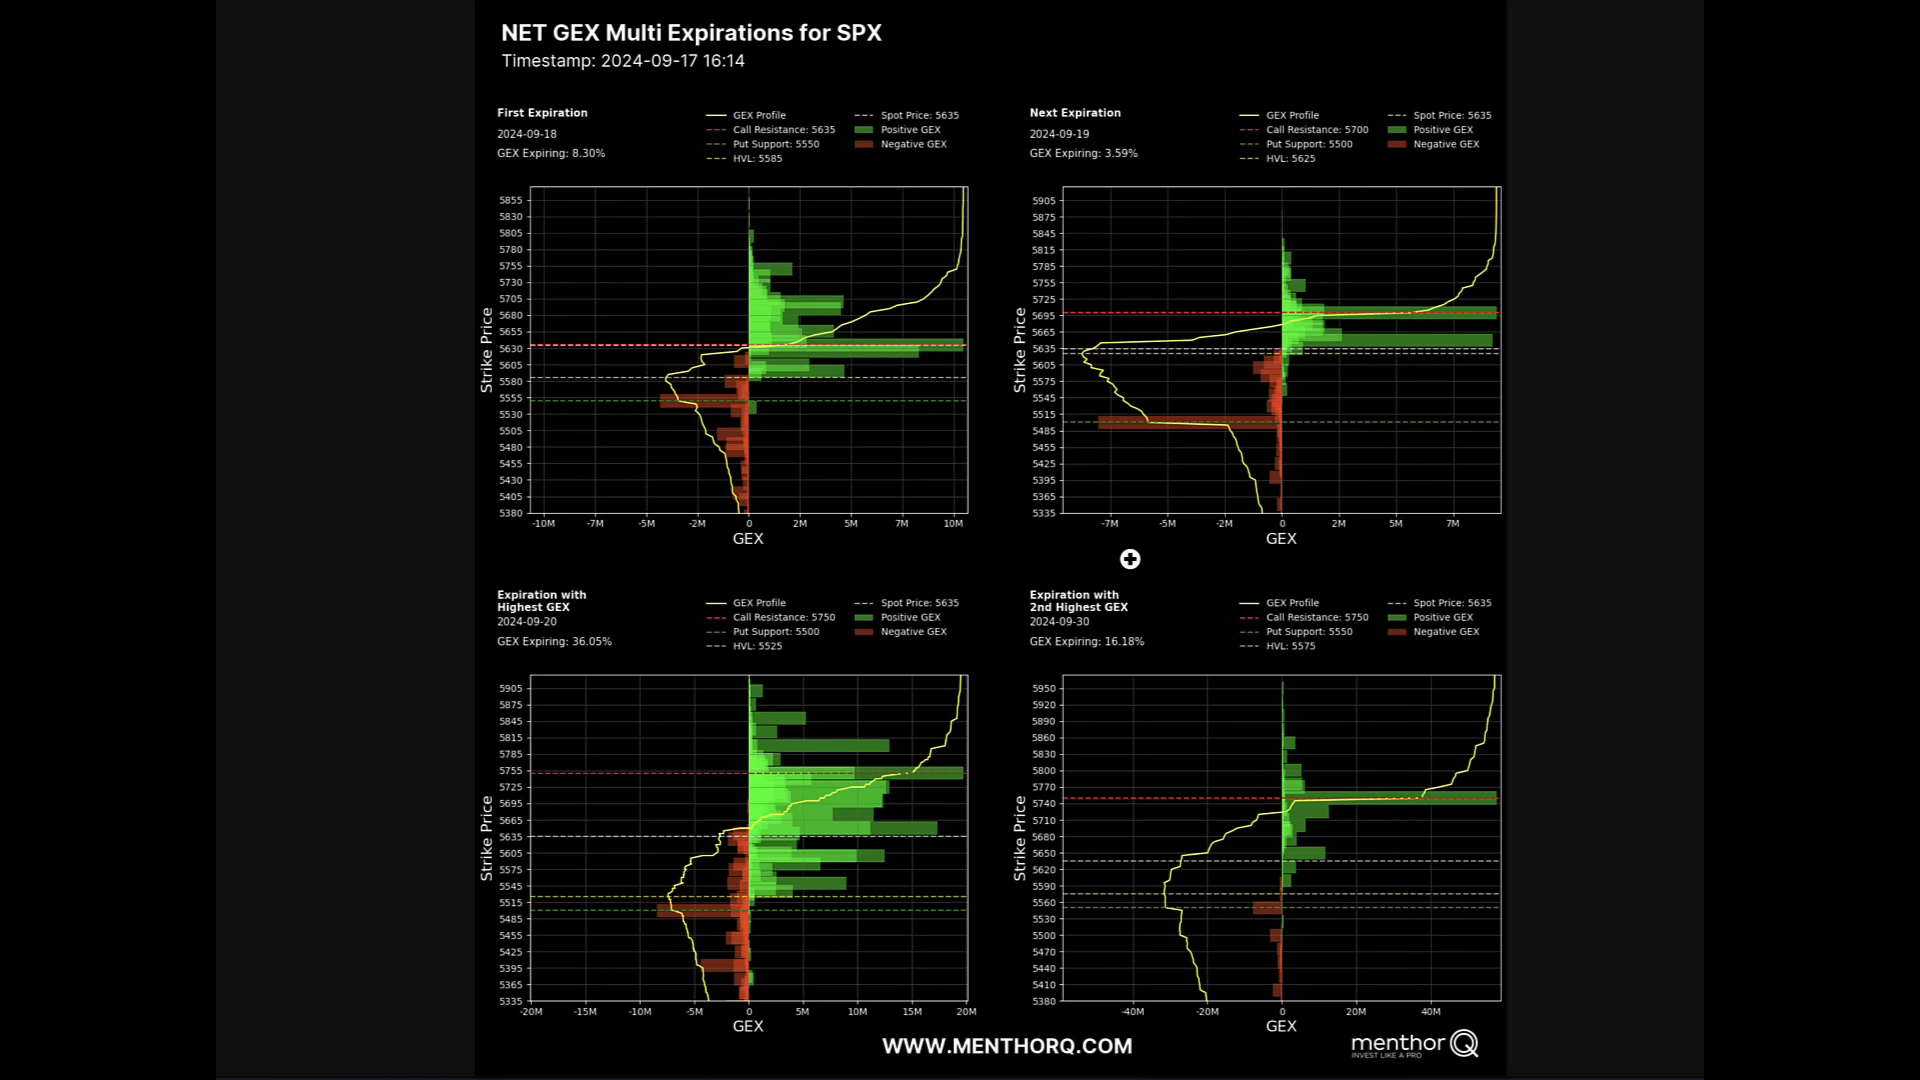 NET GEX Multi Expirations for SPX
Timestamp: 2024-09-17 16:14
First Expiration
2024-09-18
GEX Expiring: 8.30%
GEX Profile
Call Resistance: 5635
Put Support: 5550
HVL: 5585
Spot Price: 5635
Positive GEX
Negative GEX
Strike Price
5855
5830
5805
5780
5755
5730
5705
5680
5655
5630
5605
5580
5555
5530
5505
5480
5455
5430
5405
5380
-10M -7M -5M -2M 0 2M 5M 7M 10M
GEX
Next Expiration
2024-09-19
GEX Expiring: 3.59%
GEX Profile
Call Resistance: 5700
Put Support: 5500
HVL: 5625
Spot Price: 5635
Positive GEX
Negative GEX
Strike Price
5905
5875
5845
5815
5785
5755
5725
5695
5665
5635
5605
5575
5545
5515
5485
5455
5425
5395
5365
5335
-7M -5M -2M 0 2M 5M 7M
GEX
Expiration with
Highest GEX
2024-09-20
GEX Expiring: 36.05%
GEX Profile
Call Resistance: 5750
Put Support: 5500
HVL: 5525
Spot Price: 5635
Positive GEX
Negative GEX
Strike Price
5905
5875
5845
5815
5785
5755
5725
5695
5665
5635
5605
5575
5545
5515
5485
5455
5425
5395
5365
5335
-20M -15M -10M -5M 0 5M 10M 15M 20M
GEX
Expiration with
2nd Highest GEX
2024-09-30
GEX Expiring: 16.18%
GEX Profile
Call Resistance: 5750
Put Support: 5550
HVL: 5575
Spot Price: 5635
Positive GEX
Negative GEX
Strike Price
5950
5920
5890
5860
5830
5800
5770
5740
5710
5680
5650
5620
5590
5560
5530
5500
5470
5440
5410
5380
-40M -20M 0 20M 40M
GEX
WWW.MENTHORQ.COM
menthorQ
INVEST LIKE A PRO